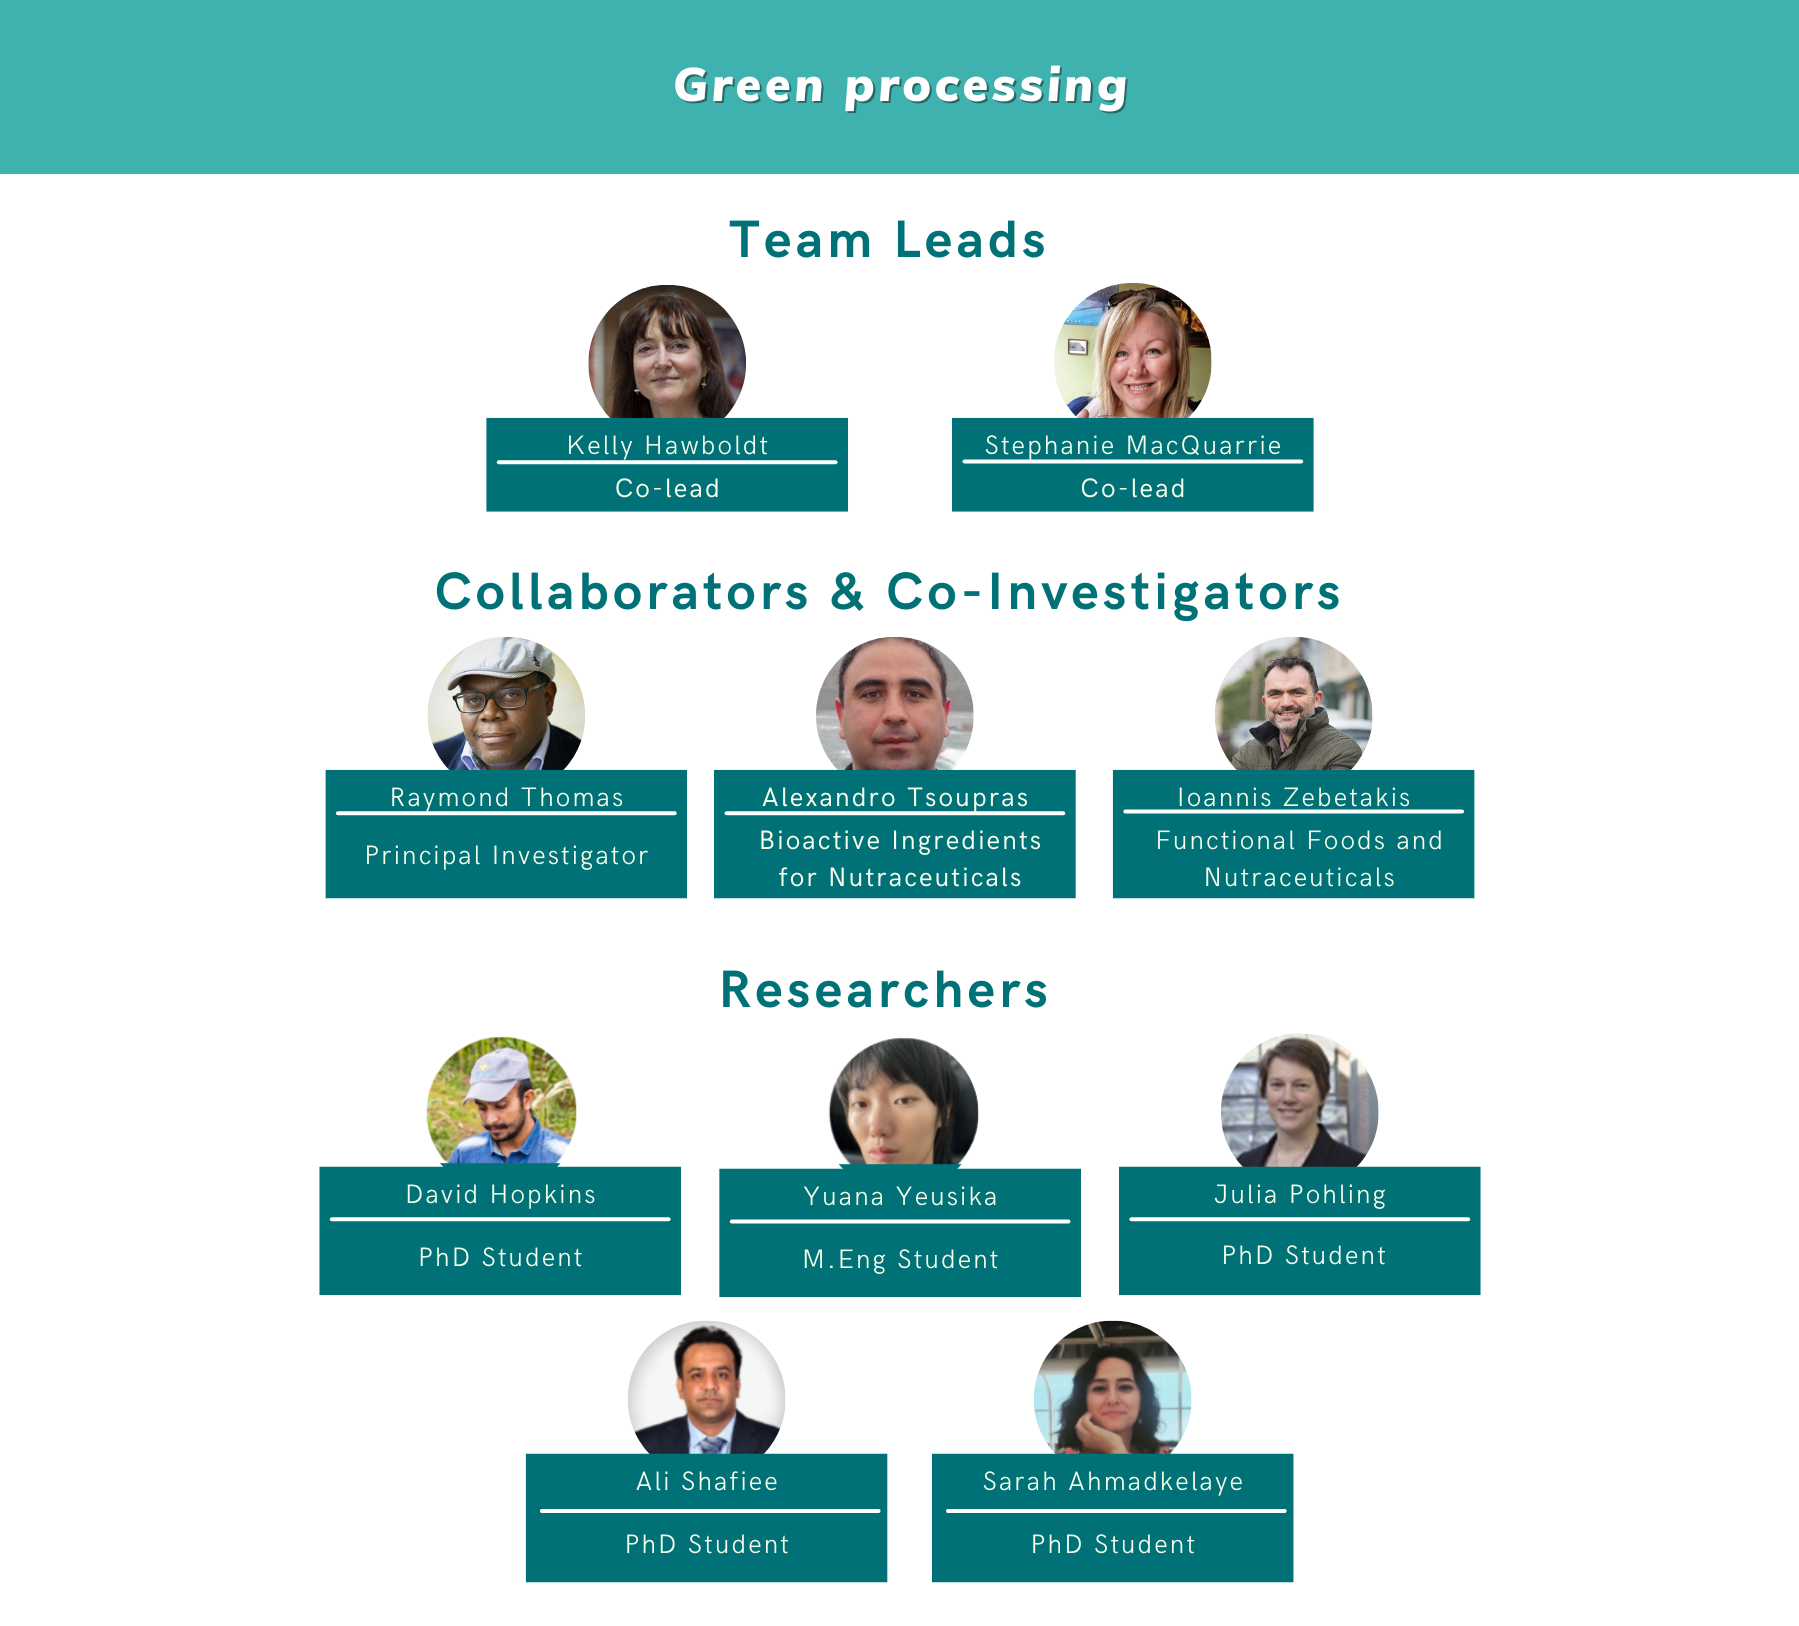 Green processing
Team Leads
Kelly Hawboldt
Co-lead
Stephanie MacQuarrie
Co-lead
Collaborators & Co-Investigators
Raymond Thomas
Principal Investigator
Alexandro Tsoupras
Bioactive Ingredients
for Nutraceuticals
Ioannis Zebetakis
Functional Foods and
Nutraceuticals
Researchers
David Hopkins
PhD Student
Yuana Yeusika
M.Eng Student
Julia Pohling
PhD Student
Ali Shafiee
PhD Student
Sarah Ahmadkelaye
PhD Student